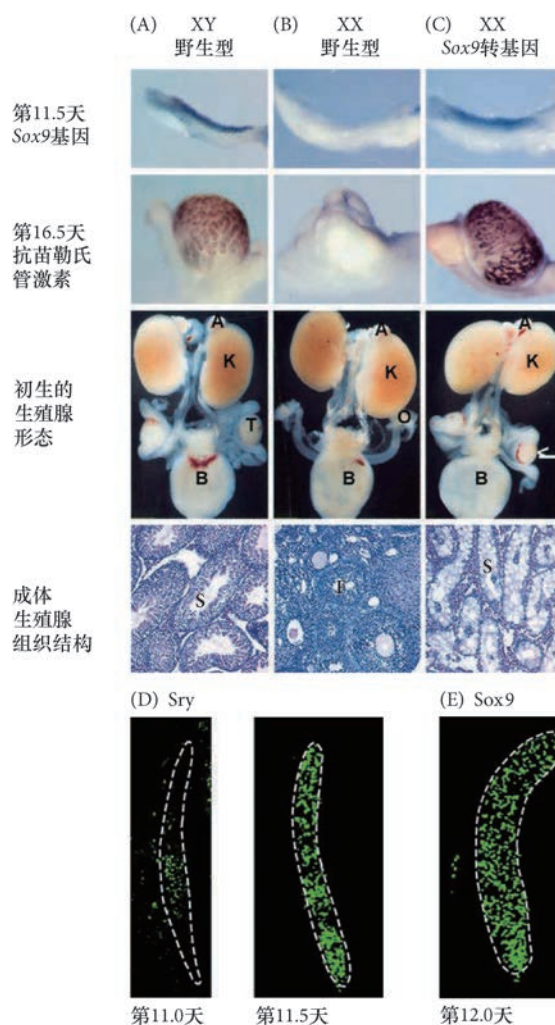 (A) XY
野生型
(B) XX
野生型
(C) XX
Sox9转基因
第11.5天
Sox9基因
第16.5天
抗苗勒氏
管激素
初生的
生殖腺
形态
A
K
T
B
A
K
O
B
A
K
成体
生殖腺
组织结构
S
F
S
(D) Sry
(E) Sox9
第11.0天
第11.5天
第12.0天